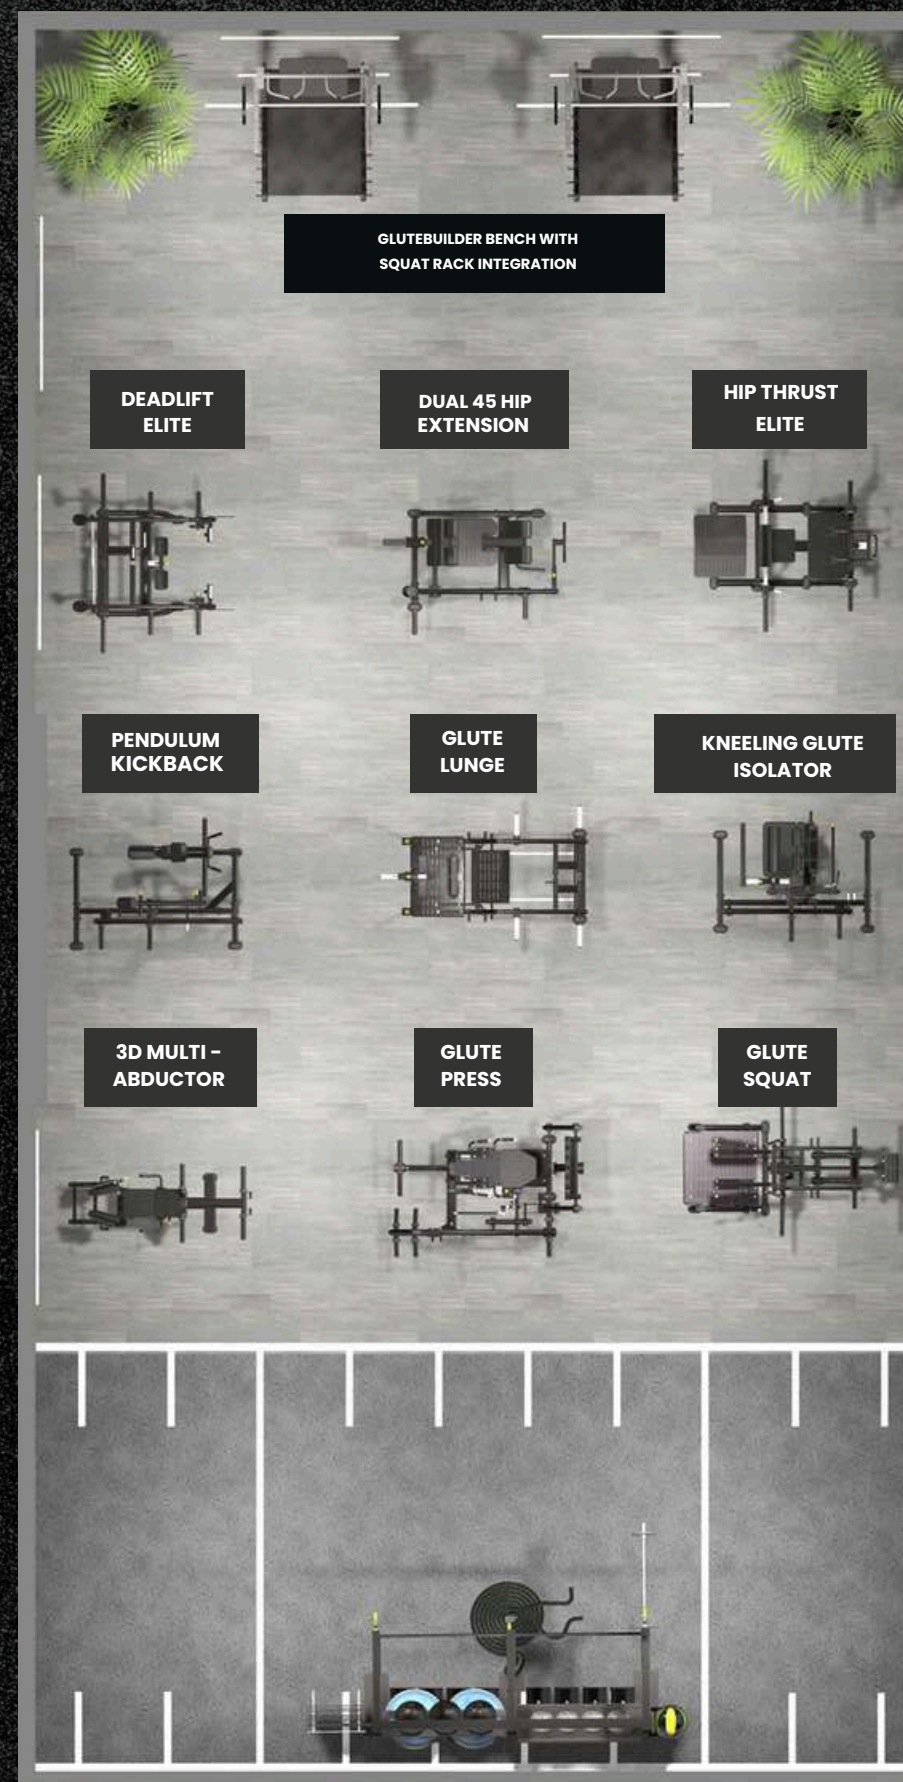 GLUTEBUILDER BENCH WITH
SQUAT RACK INTEGRATION
DEADLIFT
ELITE
DUAL 45 HIP
EXTENSION
HIP THRUST
ELITE
PENDULUM
KICKBACK
GLUTE
LUNGE
KNEELING GLUTE
ISOLATOR
3D MULTI -
ABDUCTOR
GLUTE
PRESS
GLUTE
SQUAT